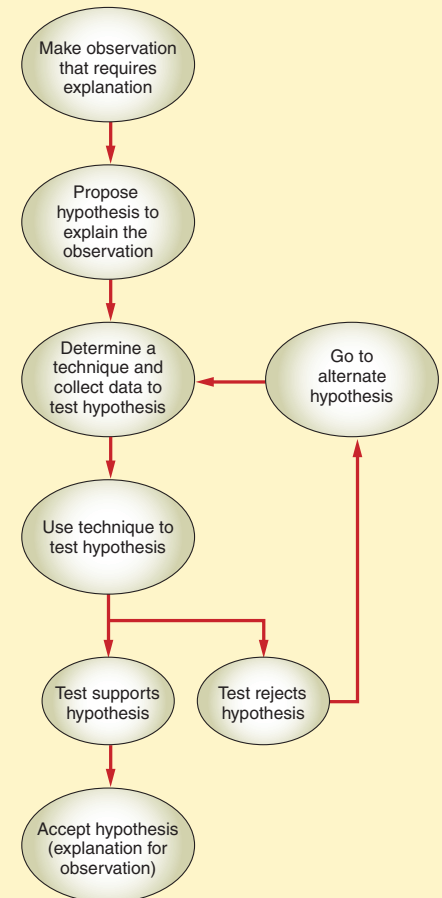 Make observation
that requires
explanation
Propose
hypothesis to
explain the
observation
Determine a
technique and
collect data to
test hypothesis
Go to
alternate
hypothesis
Use technique to
test hypothesis
Test supports
hypothesis
Test rejects
hypothesis
Accept hypothesis
(explanation for
observation)